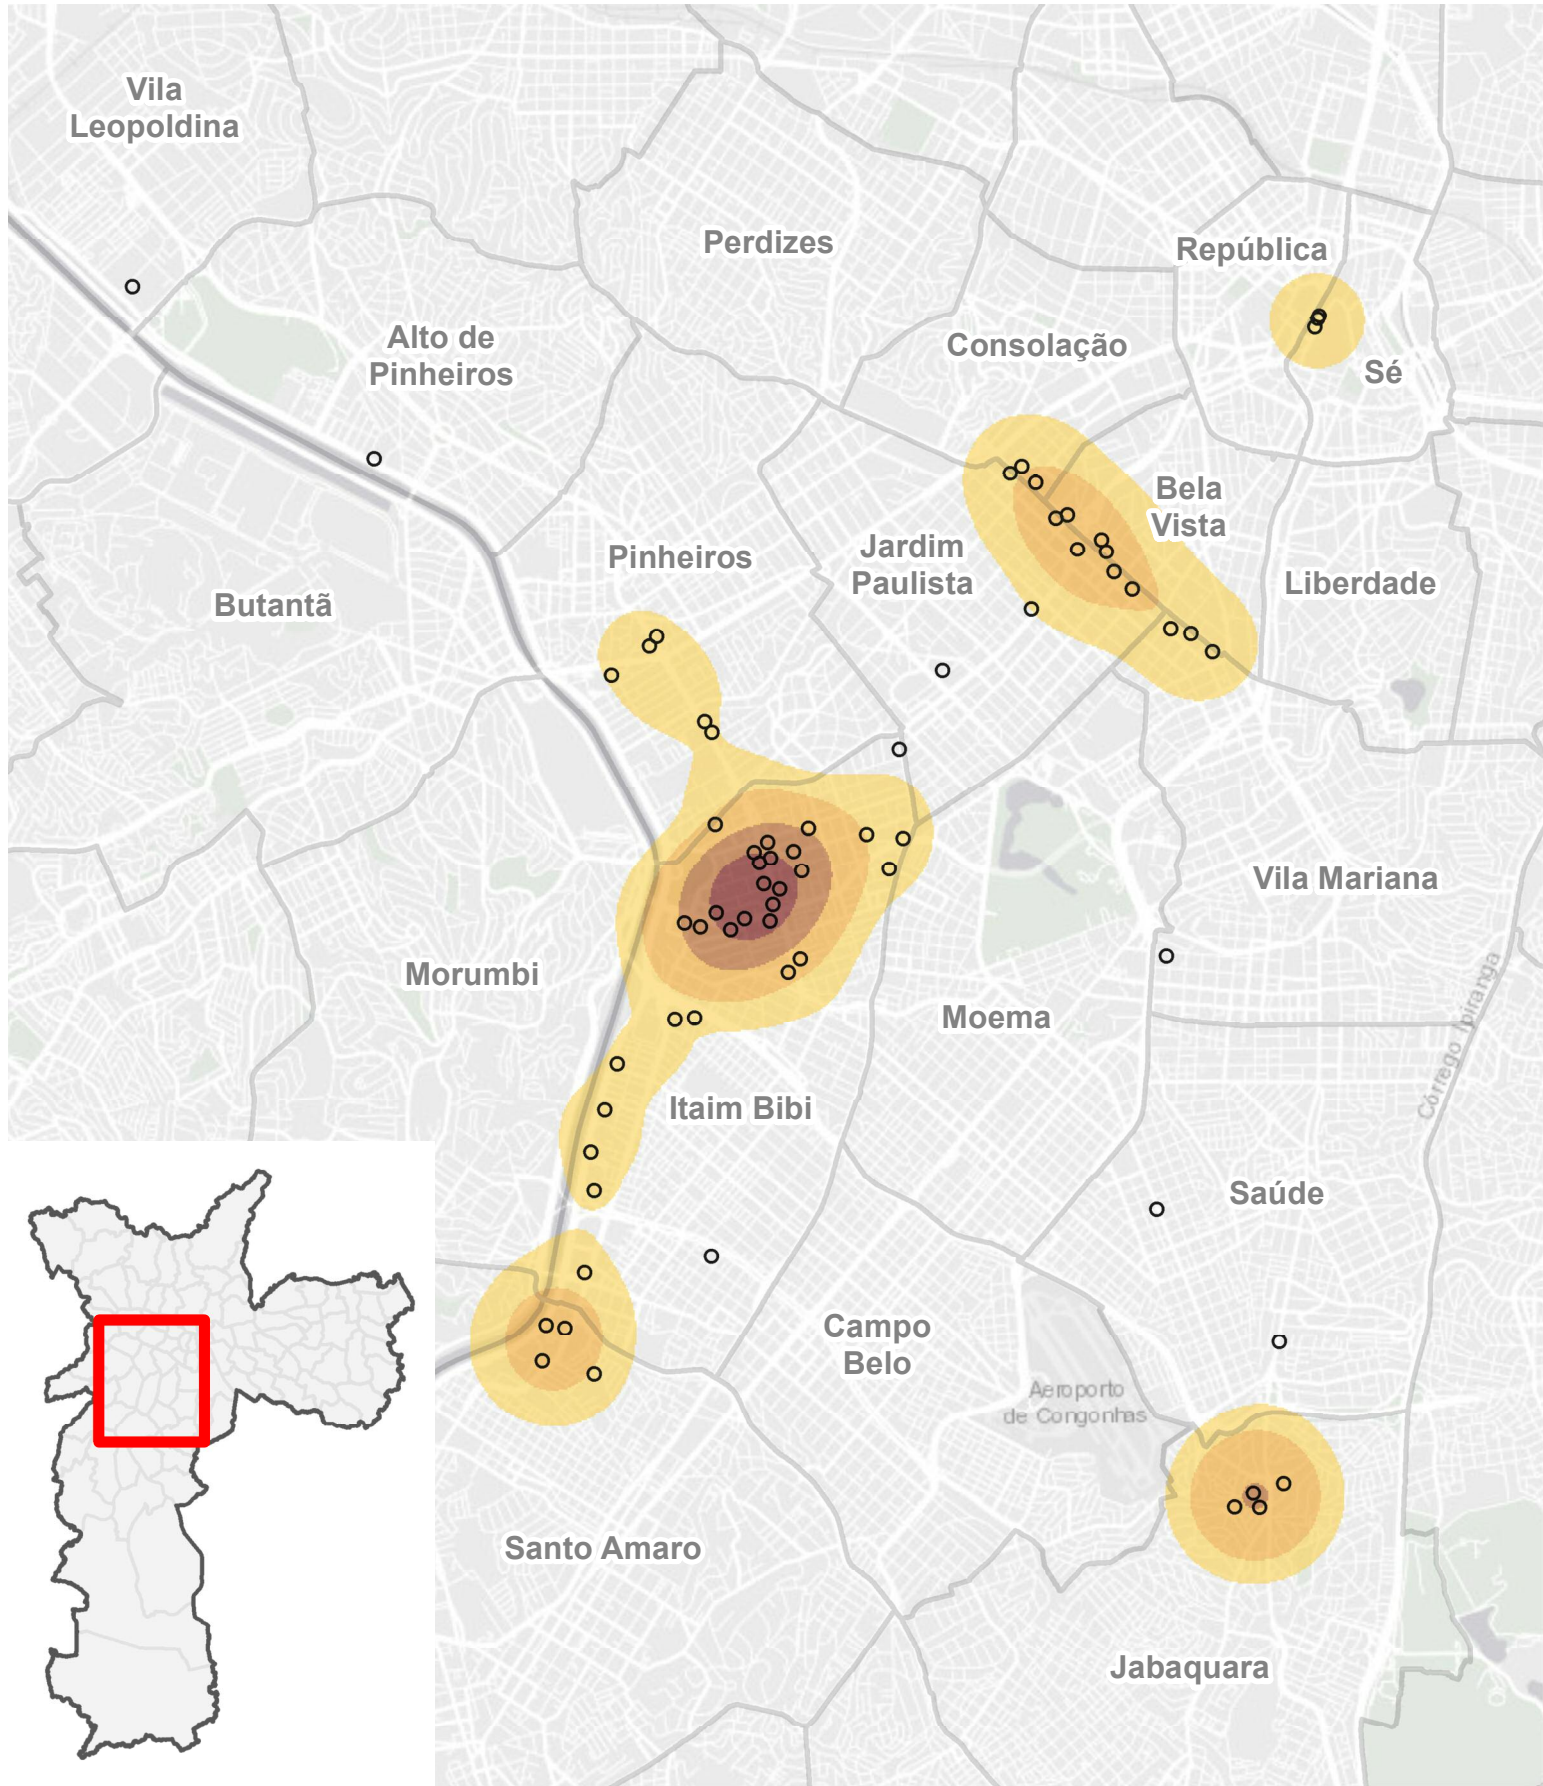 Vila
Leopoldina
Perdizes
República
Alto de
Pinheiros
Consolação
Sé
Bela
Vista
Pinheiros
Jardim
Paulista
Liberdade
Butantã
Vila Mariana
Morumbi
Moema
Córrego Ipiranga
Itaim Bibi
Saúde
Campo
Belo
Aeroporto
de Congonhas
Santo Amaro
Jabaquara